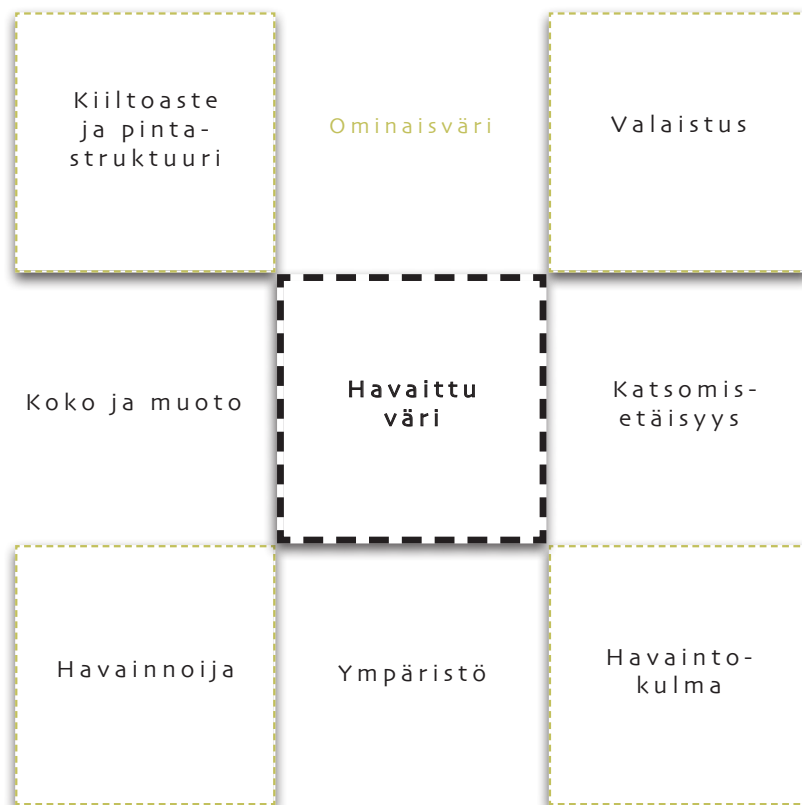 Kiiltoaste
ja pinta-
struktuuri
Ominaisväri
Valaistus
Koko ja muoto
Havaittu
väri
Katsomis-
etäisyys
Havainnoija
Ympäristö
Havainto-
kulma